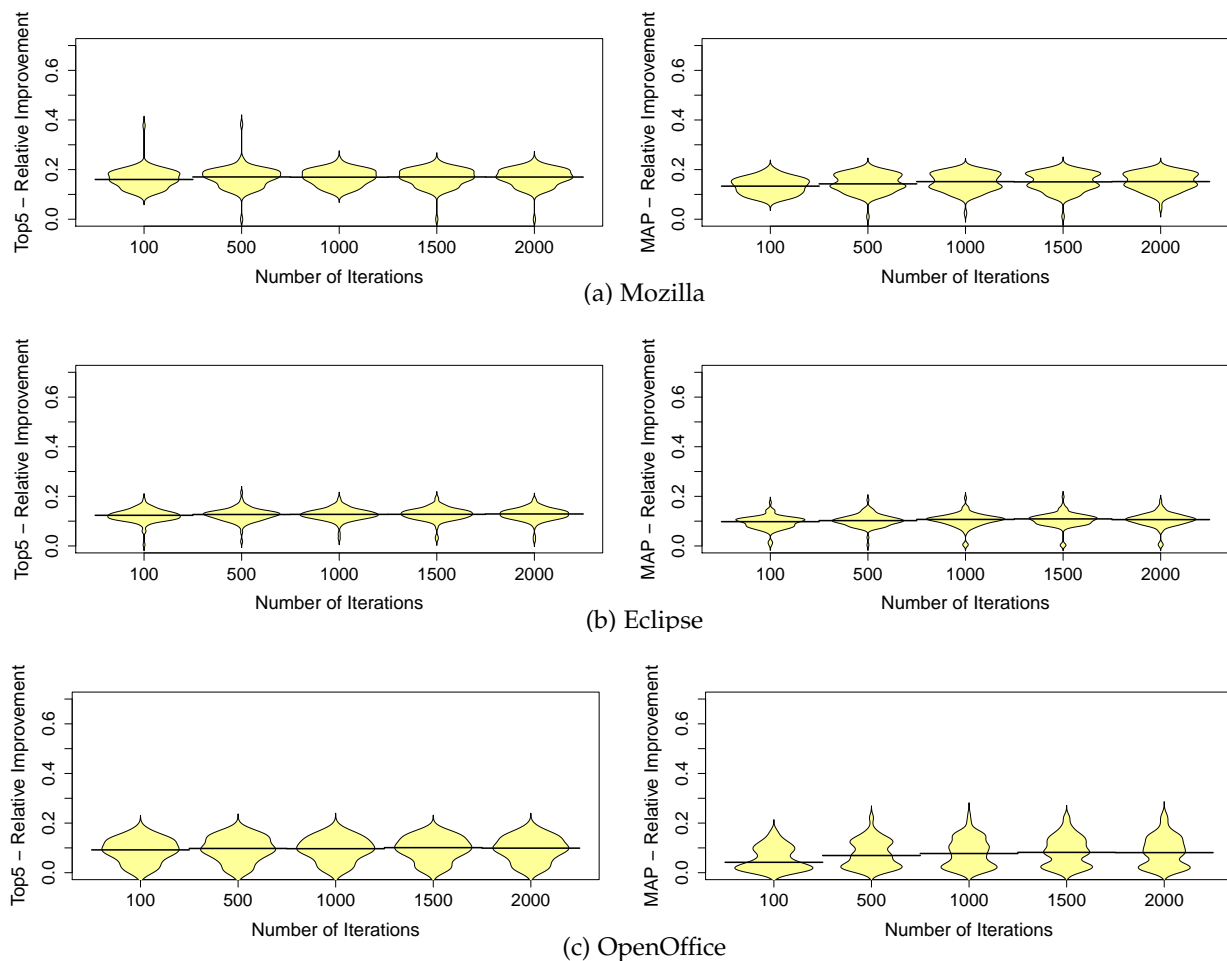 Top5 – Relative Improvement
0.0 0.2 0.4 0.6
100 500 1000 1500 2000
Number of Iterations
MAP – Relative Improvement
0.0 0.2 0.4 0.6
100 500 1000 1500 2000
Number of Iterations
(a) Mozilla
Top5 – Relative Improvement
0.0 0.2 0.4 0.6
100 500 1000 1500 2000
Number of Iterations
MAP – Relative Improvement
0.0 0.2 0.4 0.6
100 500 1000 1500 2000
Number of Iterations
(b) Eclipse
Top5 – Relative Improvement
0.0 0.2 0.4 0.6
100 500 1000 1500 2000
Number of Iterations
MAP – Relative Improvement
0.0 0.2 0.4 0.6
100 500 1000 1500 2000
Number of Iterations
(c) OpenOffice